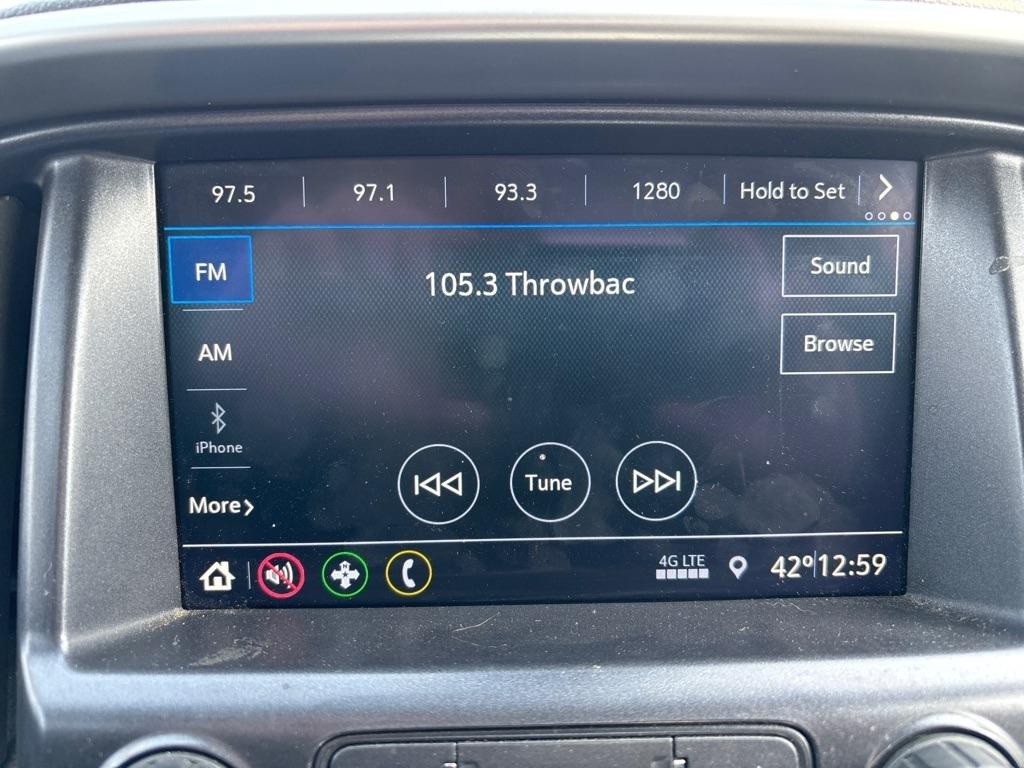 97.5 97.1 93.3 1280 Hold to Set
FM
105.3 Throwbac
Sound
AM
Browse
iPhone
Tune
More
4G LTE
42º 12:59